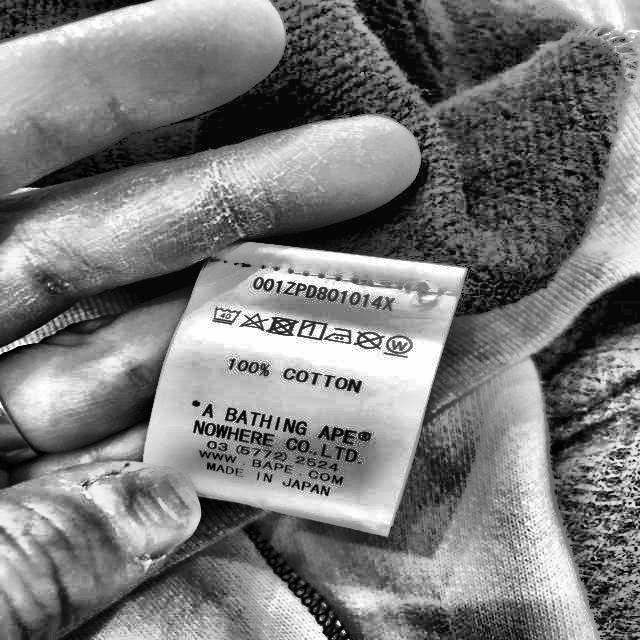 001ZPD801014X
100% COTTON
•A BATHING APE®
NOWHERE CO.LTD.
03 (5772) 2524
WWW.BAPE.COM
MADE IN JAPAN